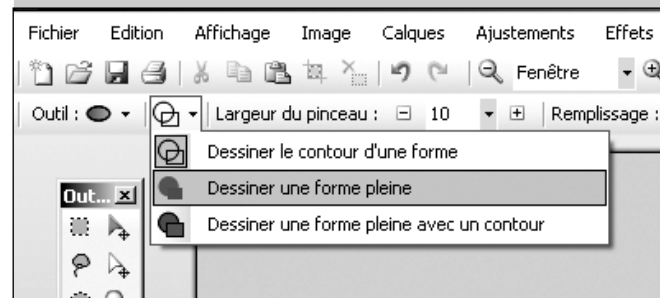 Fichier Edition Affichage Image Calques Ajustements Effets
Fenêtre
Outil : Largeur du pinceau : 10 Remplissage :
Dessiner le contour d'une forme
Dessiner une forme pleine
Dessiner une forme pleine avec un contour
Out...